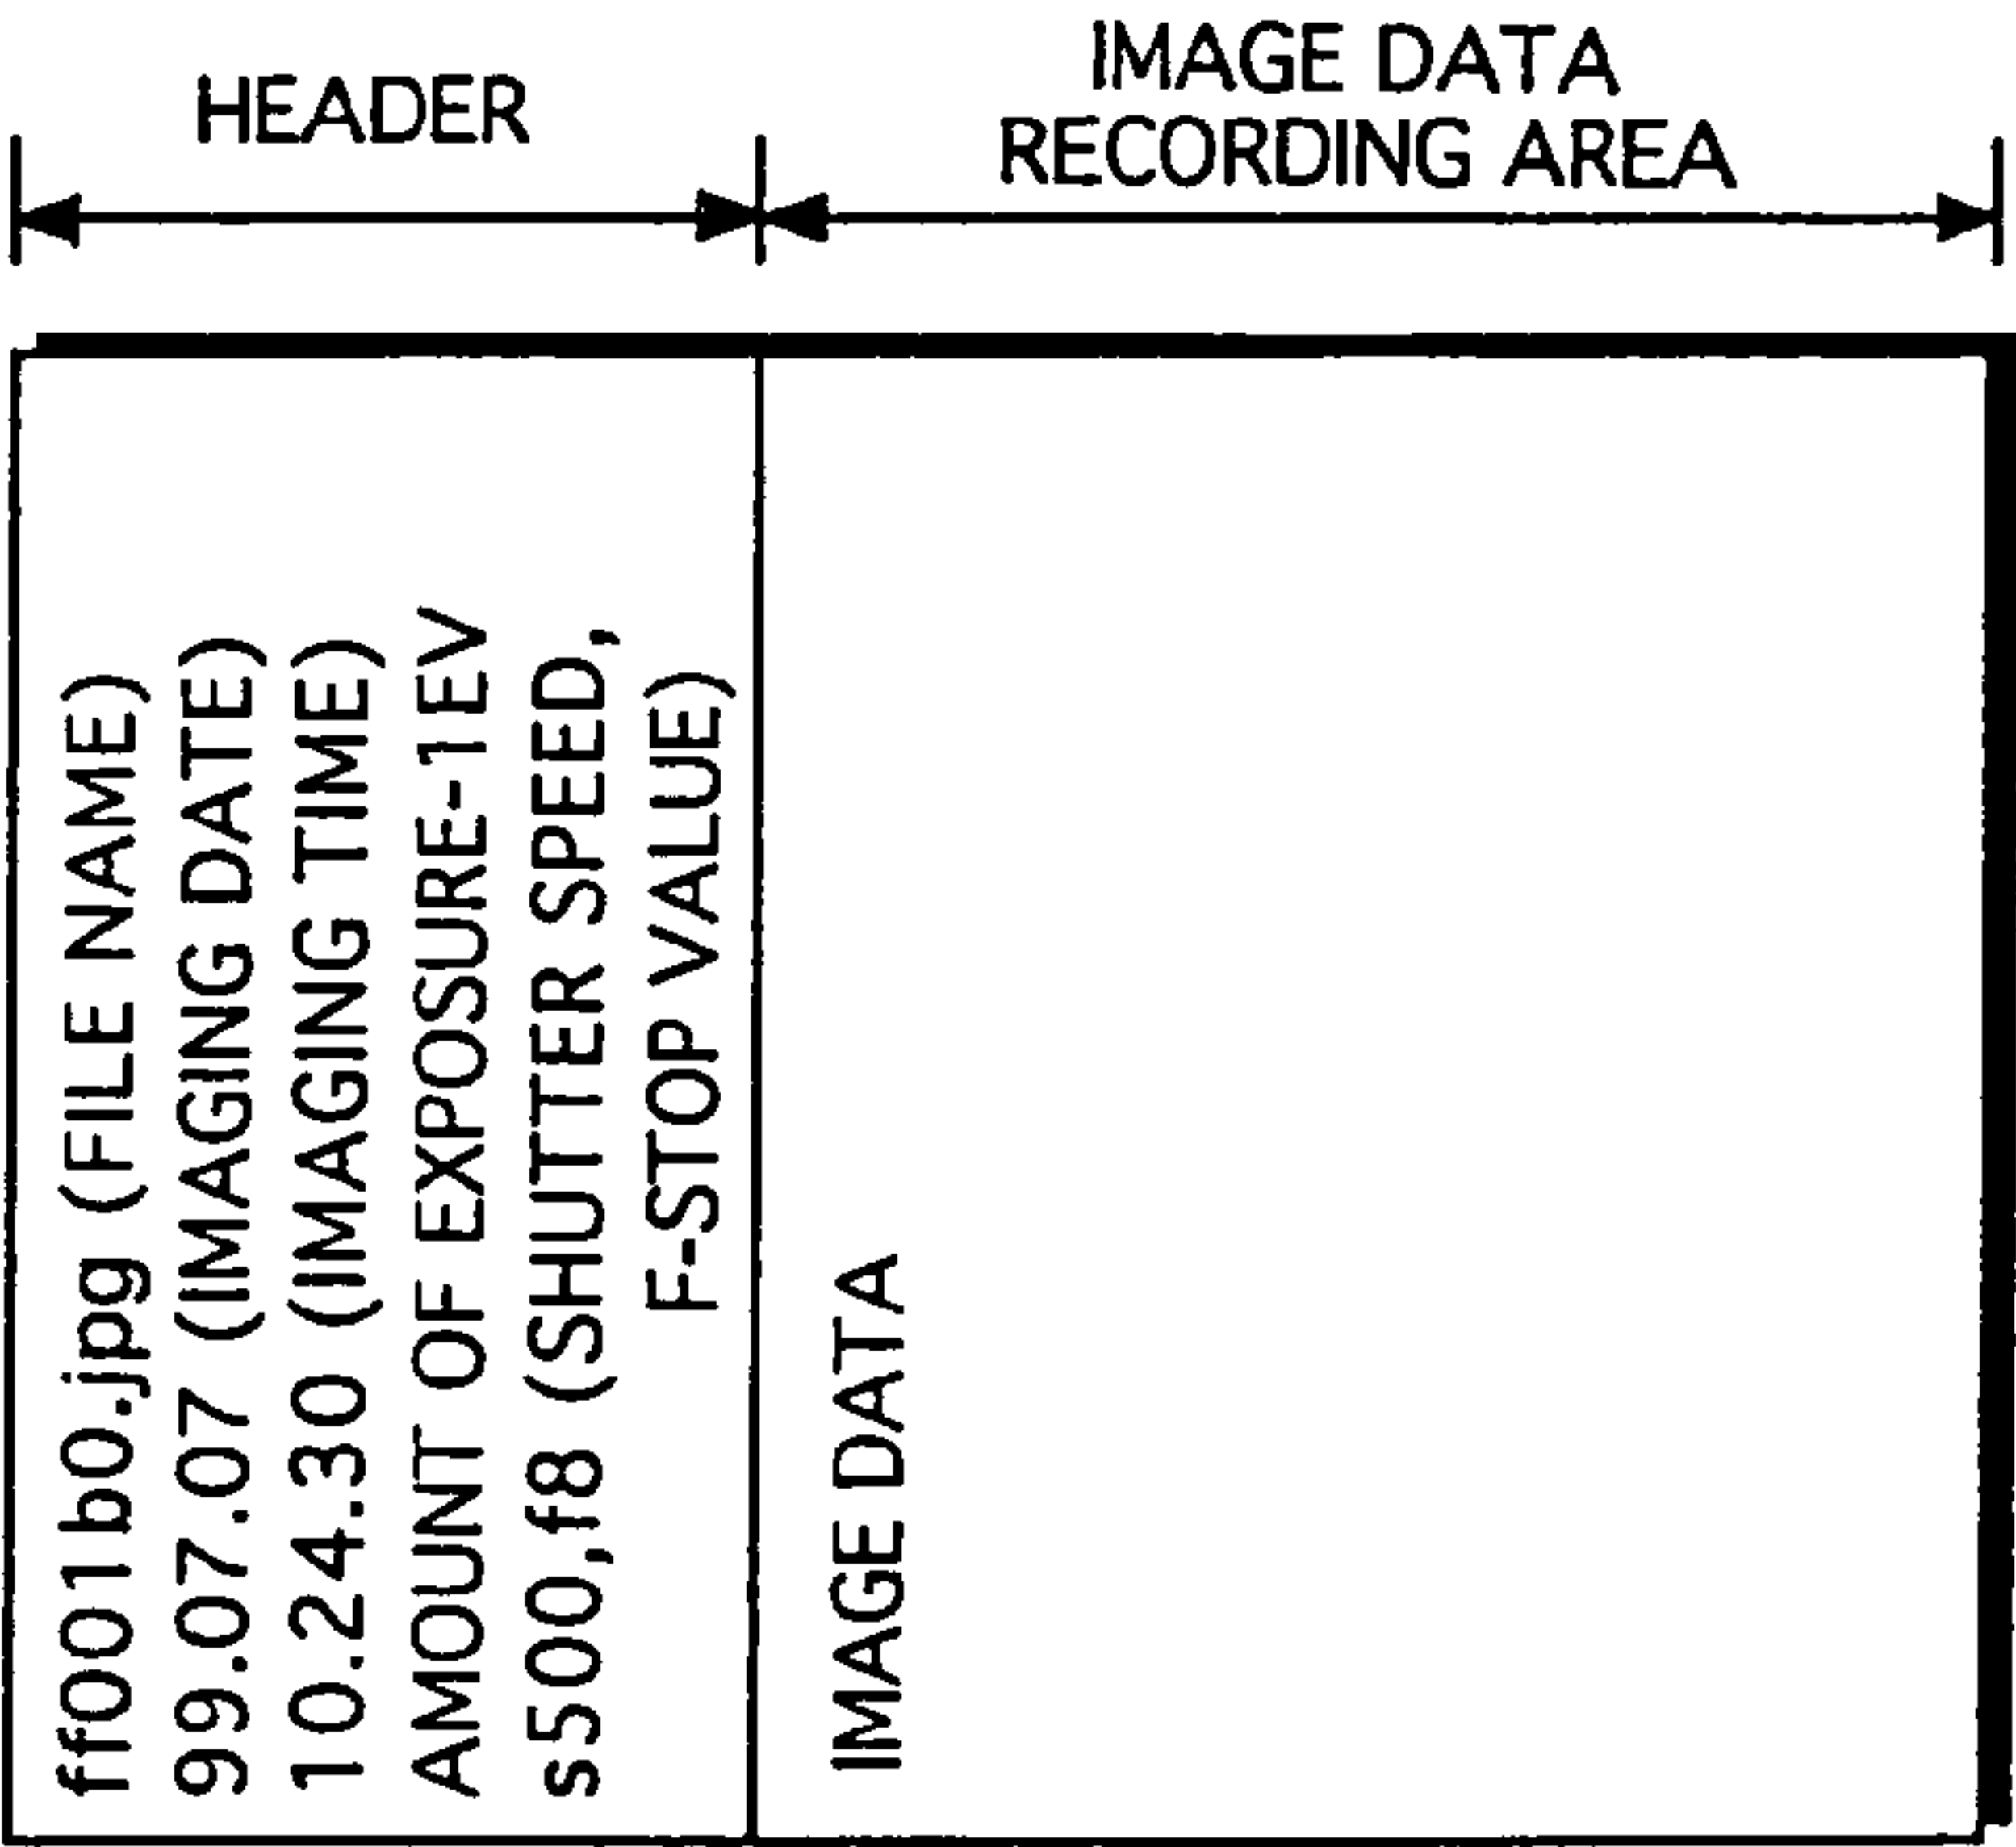 HEADER
IMAGE DATA
RECORDING AREA
ff001b0.jpg (FILE NAME)
99.07.07 (IMAGING DATE)
10.24.30 (IMAGING TIME)
AMOUNT OF EXPOSURE-1EV
s500,f8 (SHUTTER SPEED,
F-STOP VALUE)
IMAGE DATA